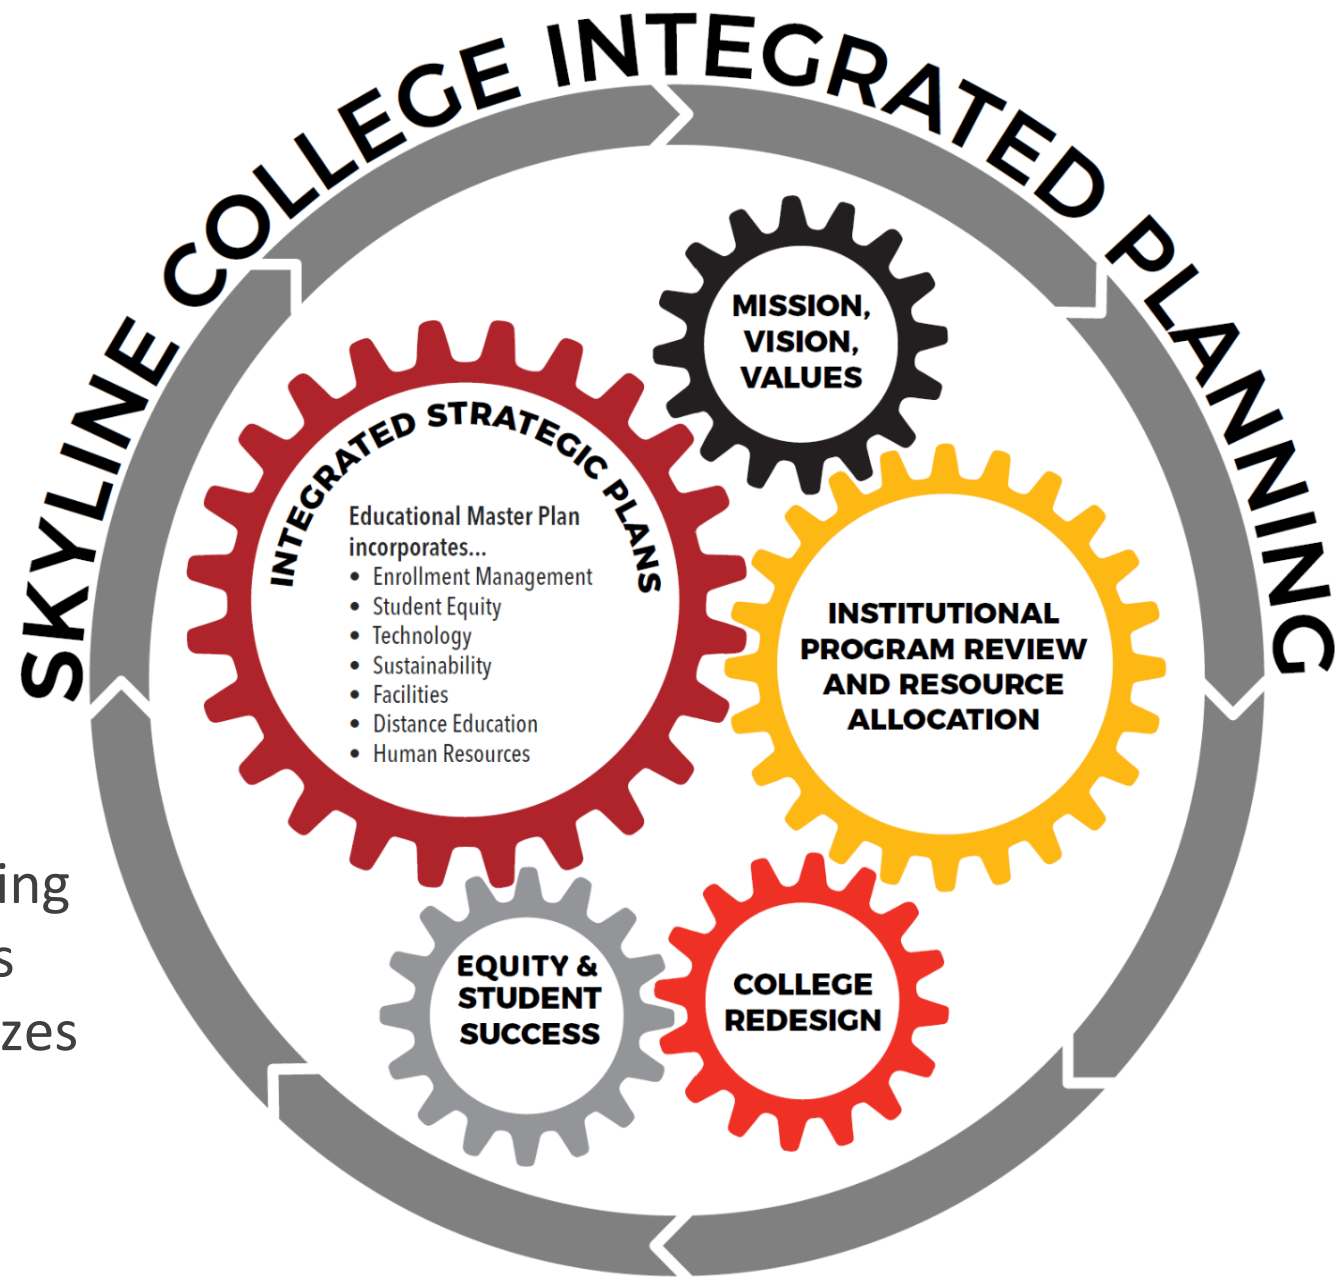 SKYLINE COLLEGE INTEGRATED PLANNING
MISSION,
VISION,
VALUES
INTEGRATED STRATEGIC PLANS
Educational Master Plan
incorporates...
• Enrollment Management
• Student Equity
• Technology
• Sustainability
• Facilities
• Distance Education
• Human Resources
INSTITUTIONAL
PROGRAM REVIEW
AND RESOURCE
ALLOCATION
EQUITY &
STUDENT
SUCCESS
COLLEGE
REDESIGN
ing
s
izes